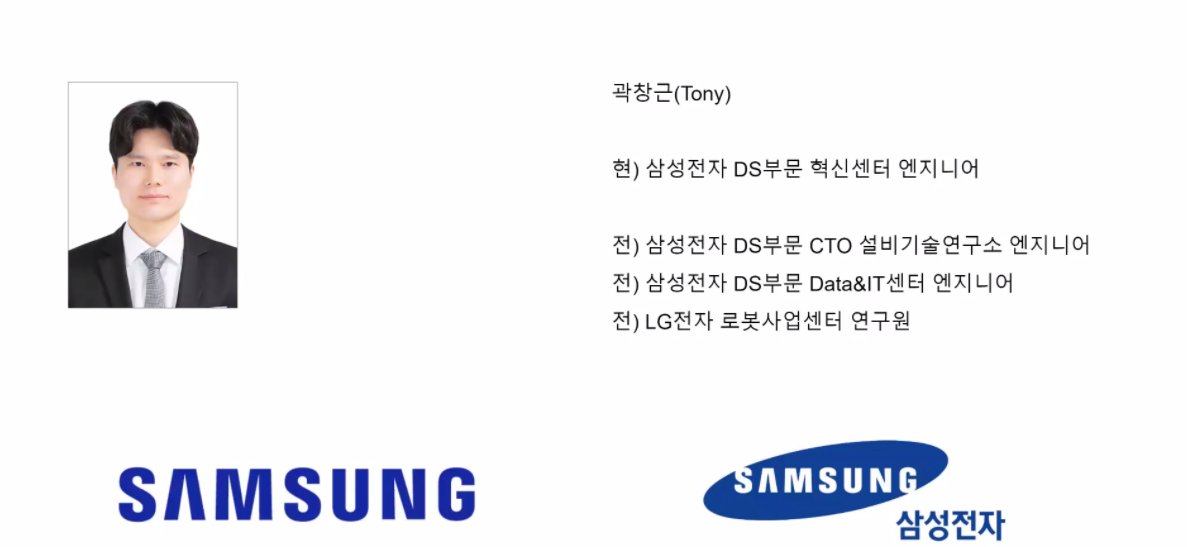 곽창근(Tony)
현) 삼성전자 DS부문 혁신센터 엔지니어
전) 삼성전자 DS부문 CTO 설비기술연구소 엔지니어
전) 삼성전자 DS부문 Data&IT센터 엔지니어
전) LG전자 로봇사업센터 연구원
SAMSUNG
SAMSUNG
삼성전자